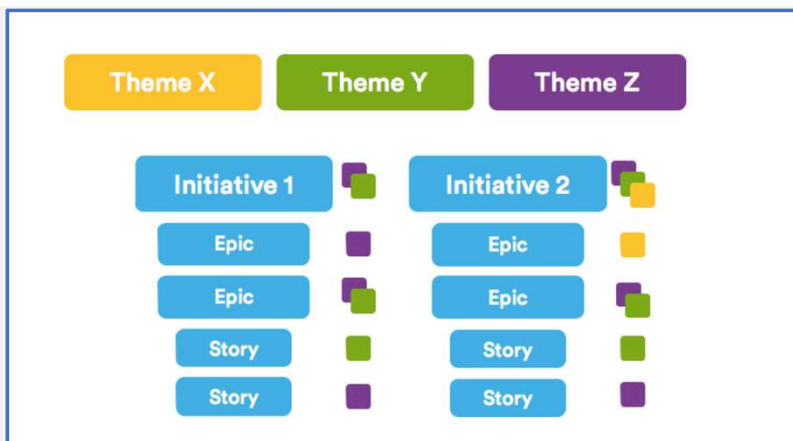 Theme X Theme Y Theme Z
Initiative 1 Initiative 2
Epic Epic
Epic Epic
Story Story
Story Story